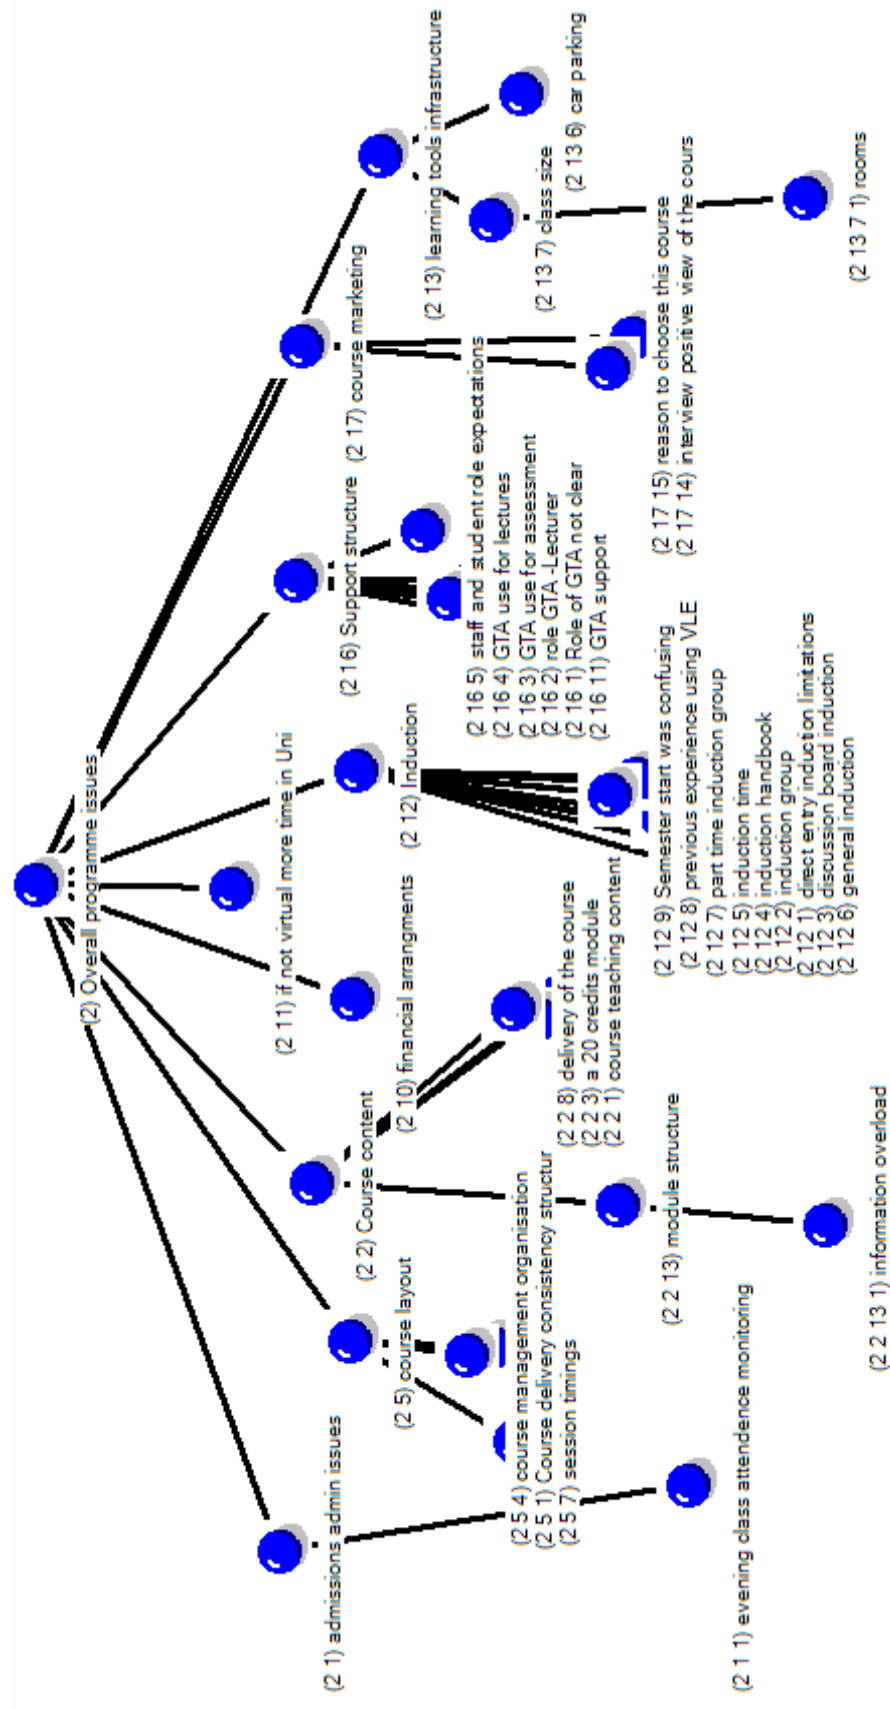 (2) Overall programme issues
(2 1) admissions admin issues
(2 1 1) evening class attendence monitoring
(2 5) course layout
(2 5 4) course management organisation
(2 5 1) Course delivery consistency structur
(2 5 7) session timings
(2 2) Course content
(2 2 8) delivery of the course
(2 2 3) a 20 credits module
(2 2 1) course teaching content
(2 2 13) module structure
(2 2 13 1) information overload
(2 10) financial arrangments
(2 11) if not virtual more time in Uni
(2 12) Induction
(2 12 9) Semester start was confusing
(2 12 8) previous experience using VLE
(2 12 7) part time induction group
(2 12 5) induction time
(2 12 4) induction handbook
(2 12 2) induction group
(2 12 1) direct entry induction limitations
(2 12 3) discussion board induction
(2 12 6) general induction
(2 16) Support structure
(2 16 5) staff and student role expectations
(2 16 4) GTA use for lectures
(2 16 3) GTA use for assessment
(2 16 2) role GTA -Lecturer
(2 16 1) Role of GTA not clear
(2 16 11) GTA support
(2 17) course marketing
(2 17 15) reason to choose this course
(2 17 14) interview positive view of the cours
(2 13) learning tools infrastructure
(2 13 7) class size
(2 13 6) car parking
(2 13 7 1) rooms